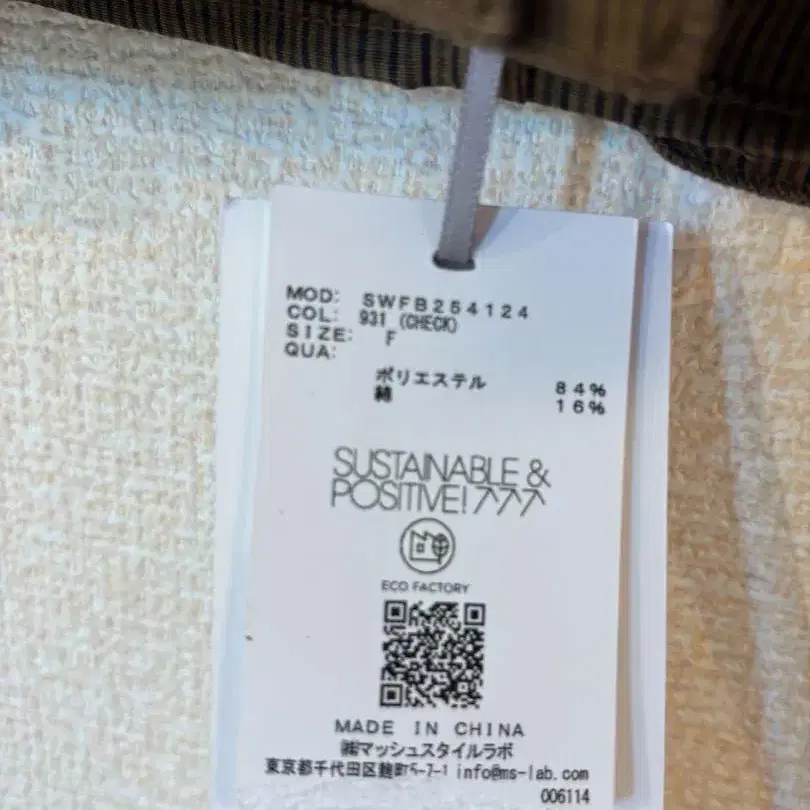 MOD: SWFB254124
COL: 931 (CHECK)
SIZE: F
QUA:
ポリエステル 84%
綿 16%
SUSTAINABLE &
POSITIVE!
ECO FACTORY
MADE IN CHINA
㈱マッシュスタイルラボ
東京都千代田区麹町5-7-1 info@ms-lab.com
006114